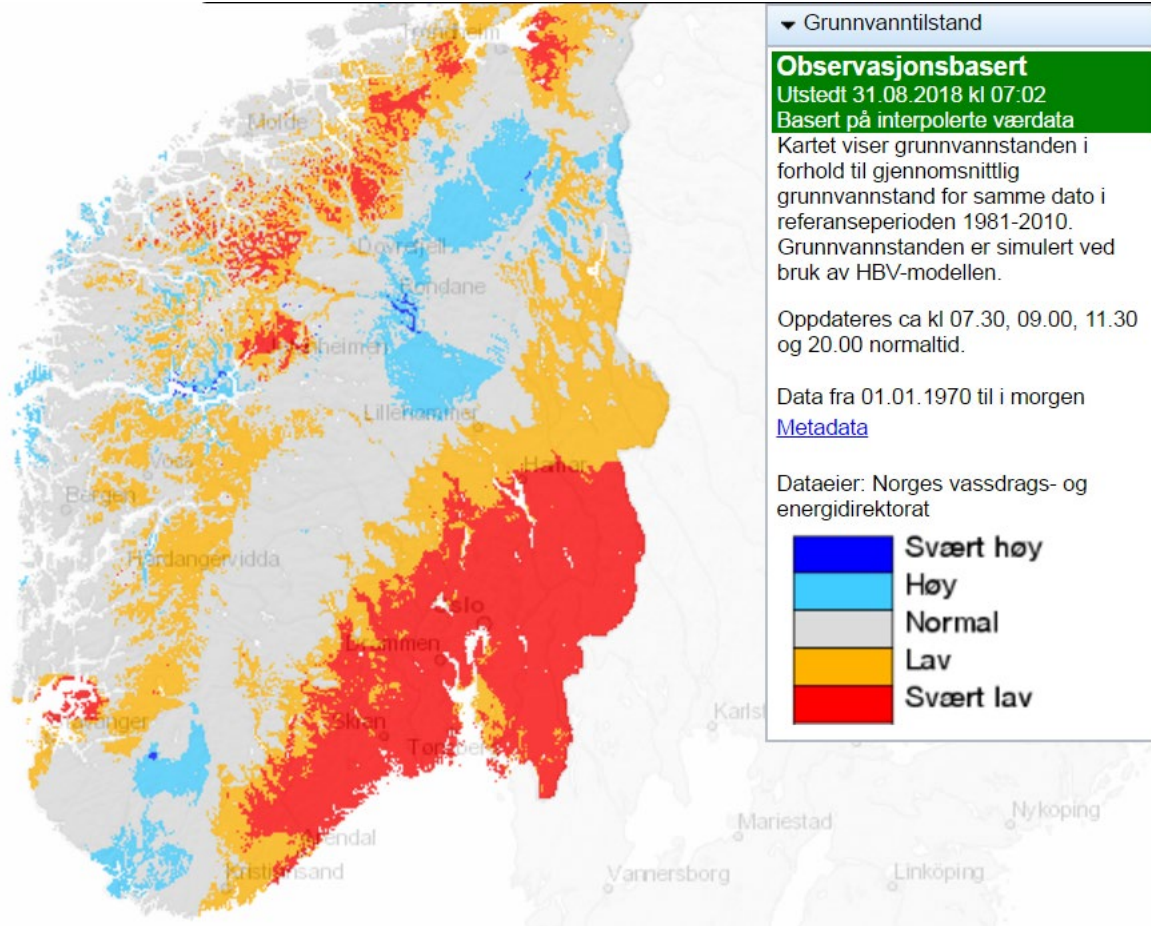 Grunnvanntilstand
Observasjonsbasert
Utstedt 31.08.2018 kl 07:02
Basert på interpolerte værdata
Kartet viser grunnvannstanden i
forhold til gjennomsnittlig
grunnvannstand for samme dato i
referanseperioden 1981-2010.
Grunnvannstanden er simulert ved
bruk av HBV-modellen.
Oppdateres ca kl 07.30, 09.00, 11.30
og 20.00 normaltid.
Data fra 01.01.1970 til i morgen
Metadata
Dataeier: Norges vassdrags- og
energidirektorat
Svært høy
Høy
Normal
Lav
Svært lav
Trondheim
Molde
Dovrefjell
Rondane
Lillehammer
Hamar
Voss
Bergen
Hardangervidda
Oslo
Drammen
Skien
Arendal
Kristiansand
Mariestad
Nykoping
Vannersborg
Linköping